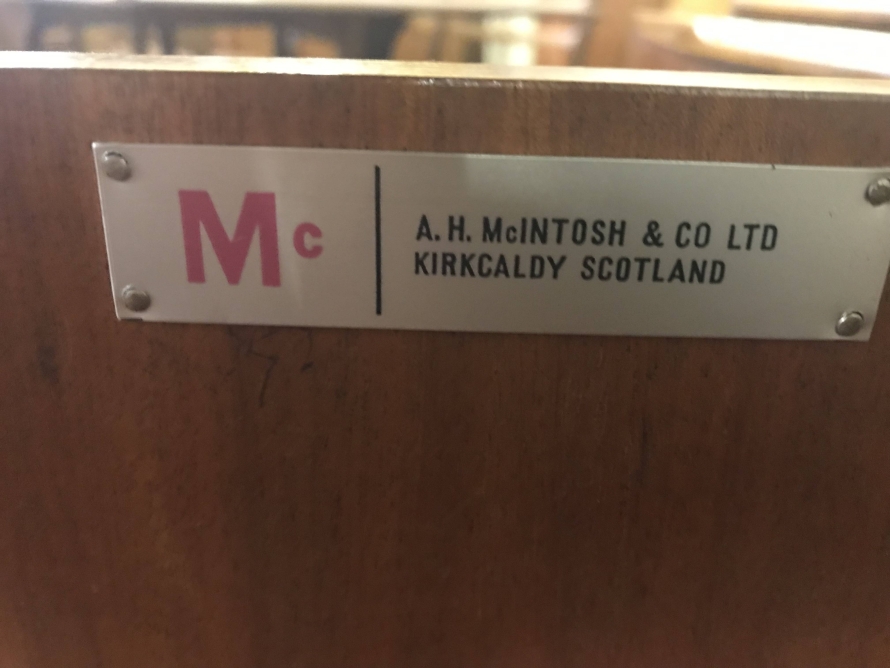 Mc
A. H. McINTOSH & CO LTD
KIRKCALDY SCOTLAND